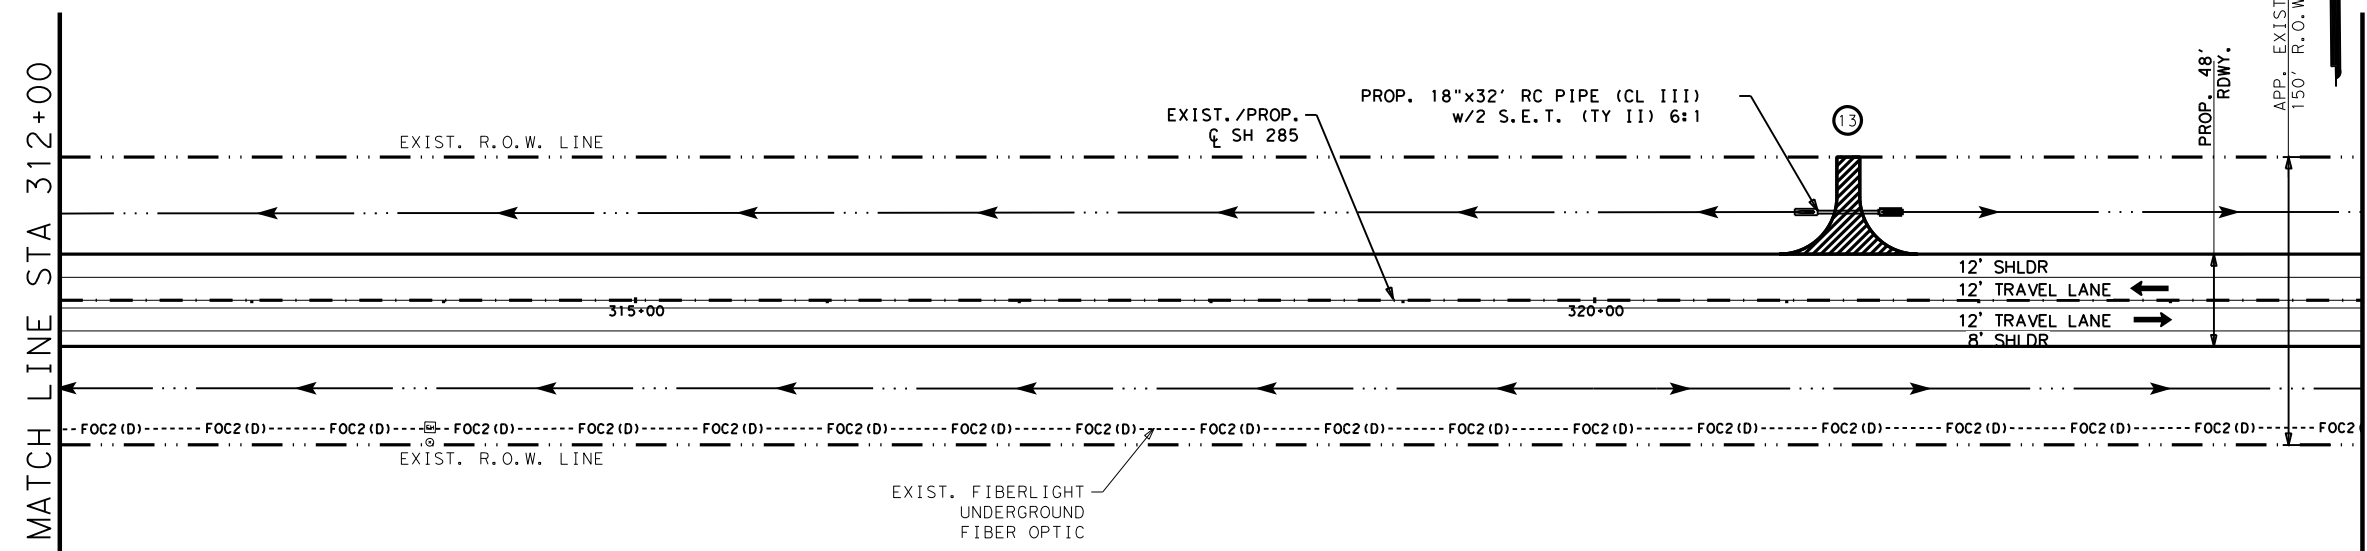 MATCH LINE STA 312+00
EXIST. R.O.W. LINE
EXIST./PROP.
℄ SH 285
PROP. 18"x32' RC PIPE (CL III)
w/2 S.E.T. (TY II) 6:1
13
PROP. 48'
RDWY.
APP. EXIST
150' R.O.W
12' SHLDR
12' TRAVEL LANE
315+00
320+00
12' TRAVEL LANE
8' SHLDR
FOC2(D) FOC2(D) FOC2(D) FOC2(D) FOC2(D) FOC2(D) FOC2(D) FOC2(D) FOC2(D) FOC2(D) FOC2(D) FOC2(D) FOC2(D) FOC2(D) FOC2(D) FOC2(D) FOC2(D) FOC2(D) FOC2
EXIST. R.O.W. LINE
EXIST. FIBERLIGHT
UNDERGROUND
FIBER OPTIC